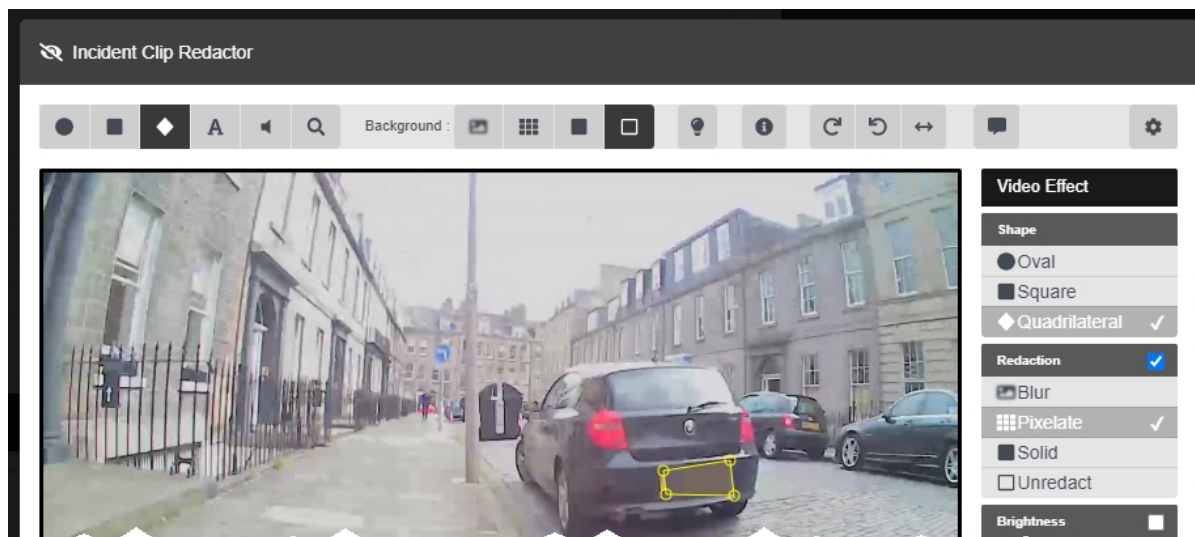 Incident Clip Redactor
A
Background :
Video Effect
Shape
Oval
Square
Quadrilateral
Redaction
Blur
Pixelate
Solid
Unredact
Brightness